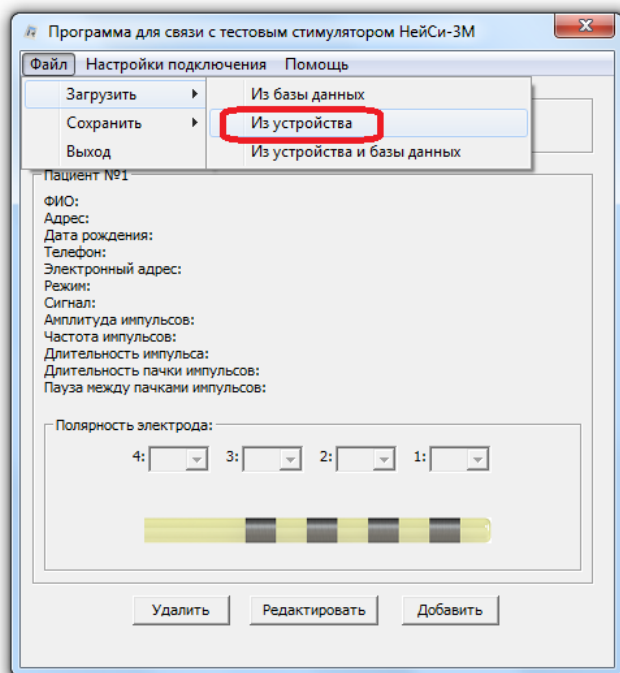 Программа для связи с тестовым стимулятором НейСи-3М
Файл Настройки подключения Помощь
Загрузить Из базы данных
Сохранить Из устройства
Выход Из устройства и базы данных
Пациент №1
ФИО:
Адрес:
Дата рождения:
Телефон:
Электронный адрес:
Режим:
Сигнал:
Амплитуда импульсов:
Частота импульсов:
Длительность импульса:
Длительность пачки импульсов:
Пауза между пачками импульсов:
Полярность электрода:
4: 3: 2: 1:
Удалить Редактировать Добавить